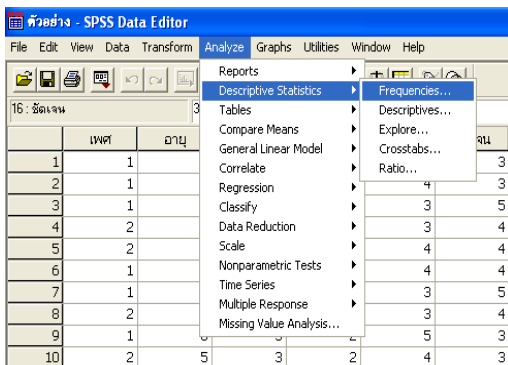 ตัวอย่าง - SPSS Data Editor
File Edit View Data Transform Analyze Graphs Utilities Window Help
16 : ชัดเจน 3
Reports
Descriptive Statistics
Tables
Compare Means
General Linear Model
Correlate
Regression
Classify
Data Reduction
Scale
Nonparametric Tests
Time Series
Multiple Response
Missing Value Analysis...
Frequencies...
Descriptives...
Explore...
Crosstabs...
Ratio...
เพศ อายุ จน
1 1 3
2 1 4 3
3 1 3 5
4 2 3 4
5 2 4 4
6 1 4 4
7 1 3 5
8 2 3 4
9 1 5 3
10 2 5 3 2 4 3